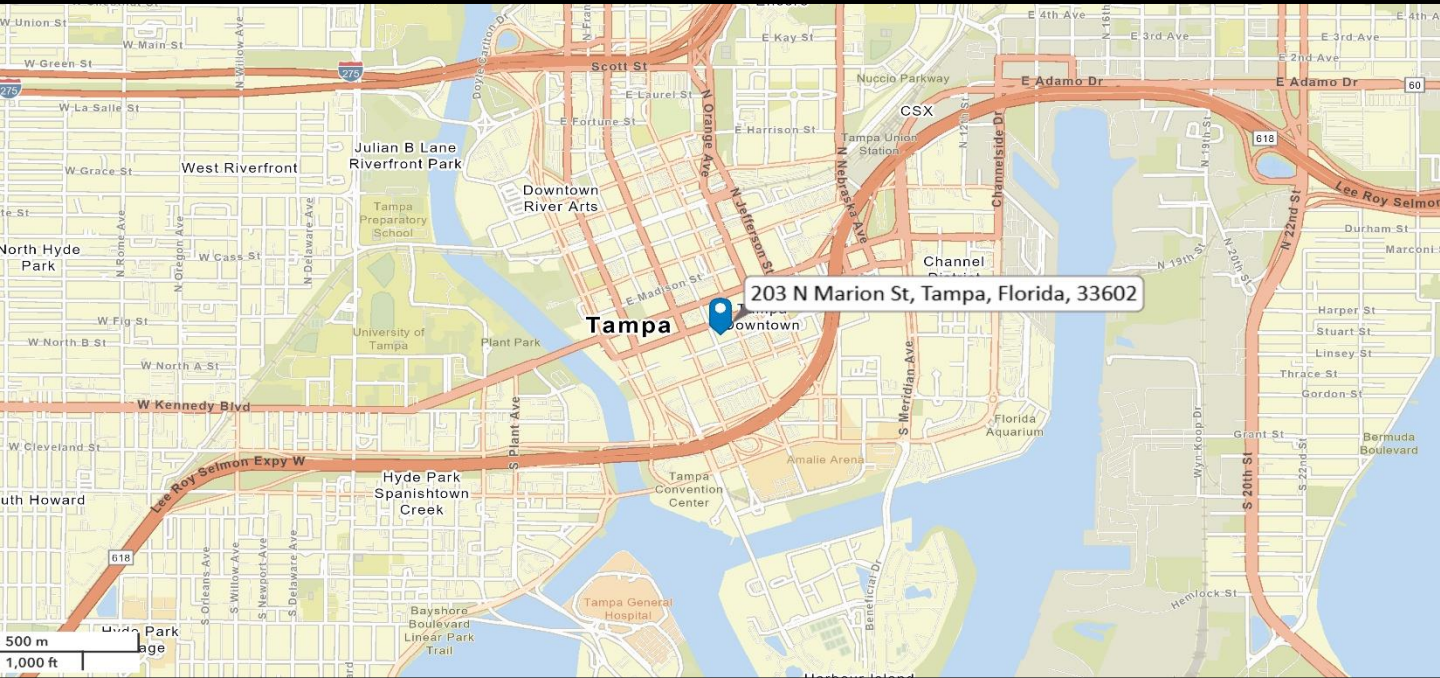 W Union St
W Main St
W Green St
275
275
W La Salle St
N Willow Ave
Doyle Carlton Dr
Scott St
E Laurel St
E Fortune St
N Orange Ave
E Kay St
E Harrison St
Nuccio Parkway
CSX
Tampa Union
Station
E 4th Ave
E 3rd Ave
E 3rd Ave
E 2nd Ave
E Adamo Dr
E Adamo Dr
60
618
N 12th St
N 16th
N 19th St
Channelside Dr
Lee Roy Selmon
W Grace St
West Riverfront
Julian B Lane
Riverfront Park
Downtown
River Arts
Tampa
Preparatory
School
N Jefferson St
N Nebraska Ave
N 22nd St
Durham St
Marconi
North Hyde
Park
N Rome Ave
N Oregon Ave
W Cass St
N Delaware Ave
E Madison St
Channel
District
N 19th St
N 20th St
203 N Marion St, Tampa, Florida, 33602
W Fig St
University of
Tampa
Plant Park
Tampa
Tampa
Downtown
Harper St
Stuart St
Linsey St
Thrace St
Gordon St
W North B St
W North A St
W Kennedy Blvd
S Plant Ave
S Meridian Ave
Florida
Aquarium
Wyn-Koop Dr
Grant St
Bermuda
Boulevard
W Cleveland St
Lee Roy Selmon Expy W
Amalie Arena
S 20th St
S 22nd St
uth Howard
Hyde Park
Spanishtown
Creek
Tampa
Convention
Center
618
S Orleans Ave
S Willow Ave
S Newport Ave
S Delaware Ave
Bayshore
Boulevard
Linear Park
Trail
Tampa General
Hospital
Beneficial Dr
Hemlock St
Hyde Park
age
500 m
1,000 ft
Harbour Island